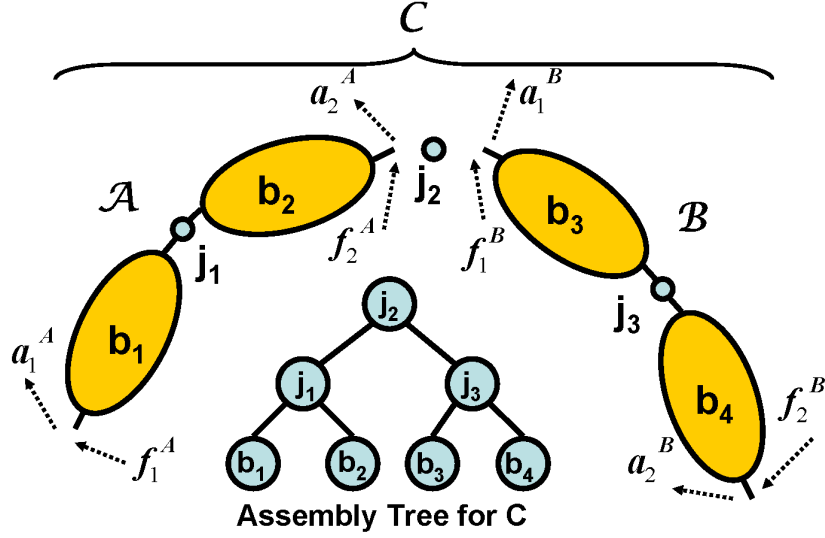 C
a₂ᴬ
a₁ᴮ
A
b₂
j₂
b₃
B
j₁
f₂ᴬ
f₁ᴮ
j₃
b₁
a₁ᴬ
f₁ᴬ
b₄
f₂ᴮ
a₂ᴮ
j₂
j₁ j₃
b₁ b₂ b₃ b₄
Assembly Tree for C